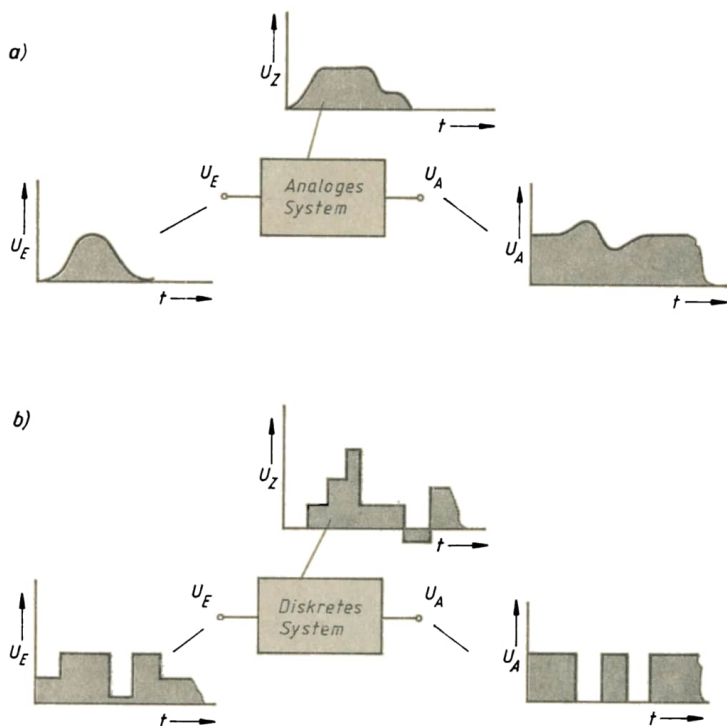 a)
U_Z
t
U_E
U_A
Analoges
System
U_E
t
U_A
t
b)
U_Z
t
U_E
U_A
Diskretes
System
U_E
t
U_A
t